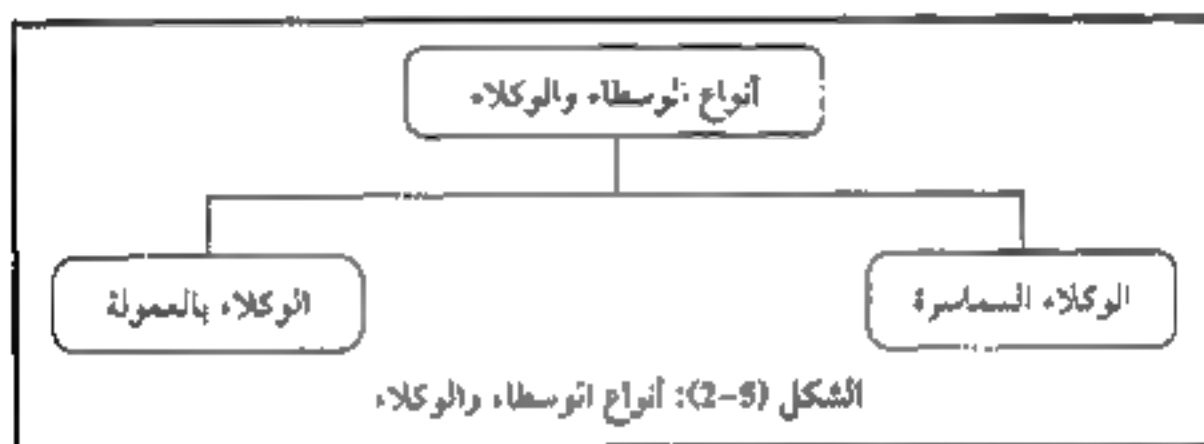 أنواع الوسطاء والوكلاء
الوكلاء السماسرة
الوكلاء بالعمولة
الشكل (5-2): أنواع الوسطاء والوكلاء